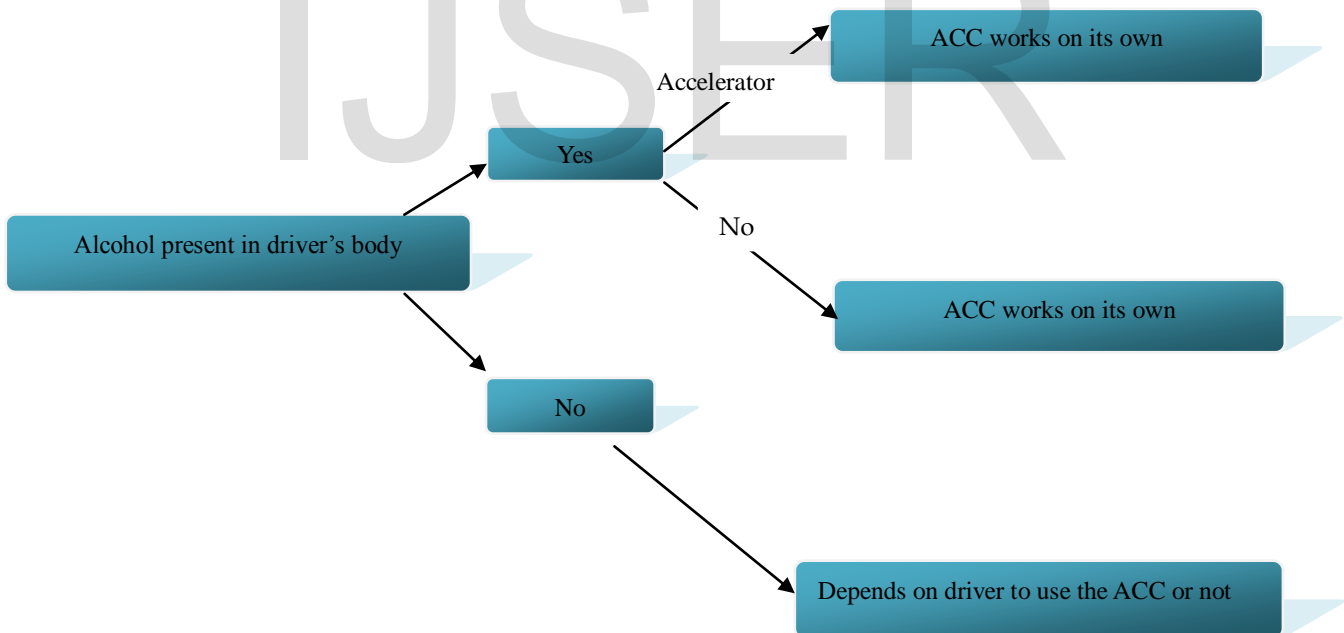 IJSER
ACC works on its own
Accelerator
Yes
No
Alcohol present in driver’s body
ACC works on its own
No
Depends on driver to use the ACC or not